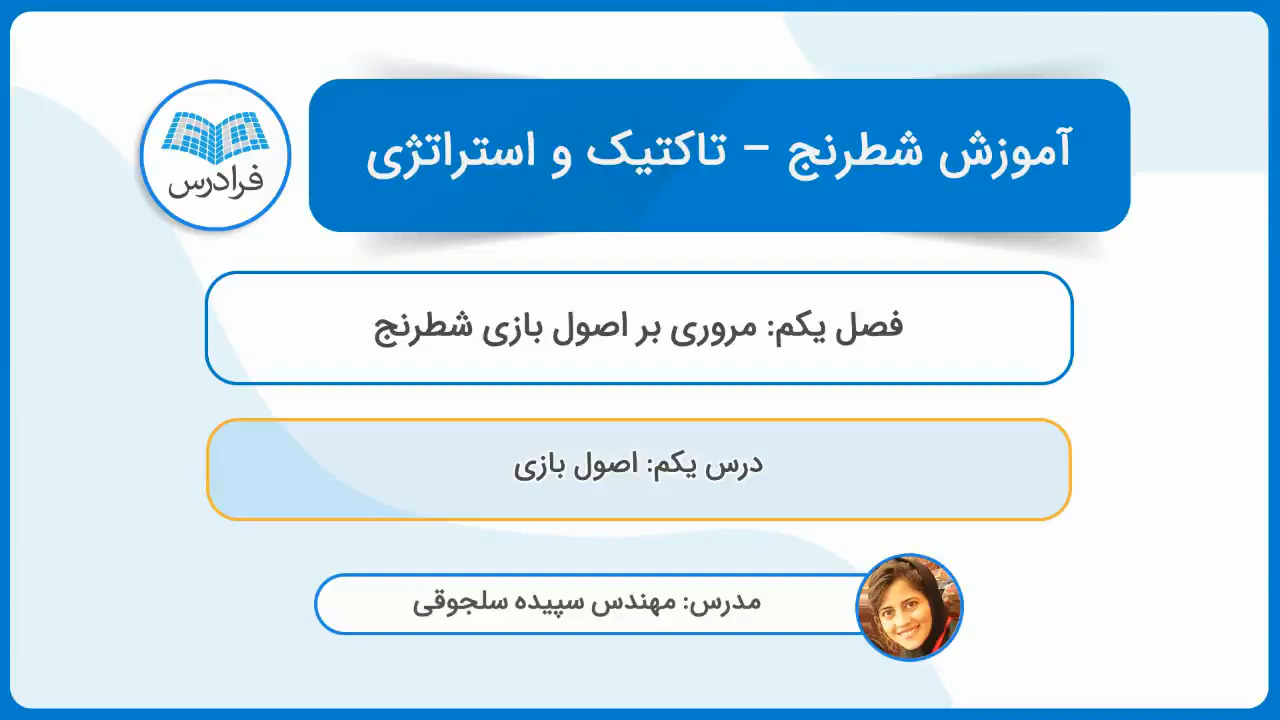 آموزش شطرنج – تاکتیک و استراتژی
فرادرس
فصل یکم: مروری بر اصول بازی شطرنج
درس یکم: اصول بازی
مدرس: مهندس سپیده سلجوقی